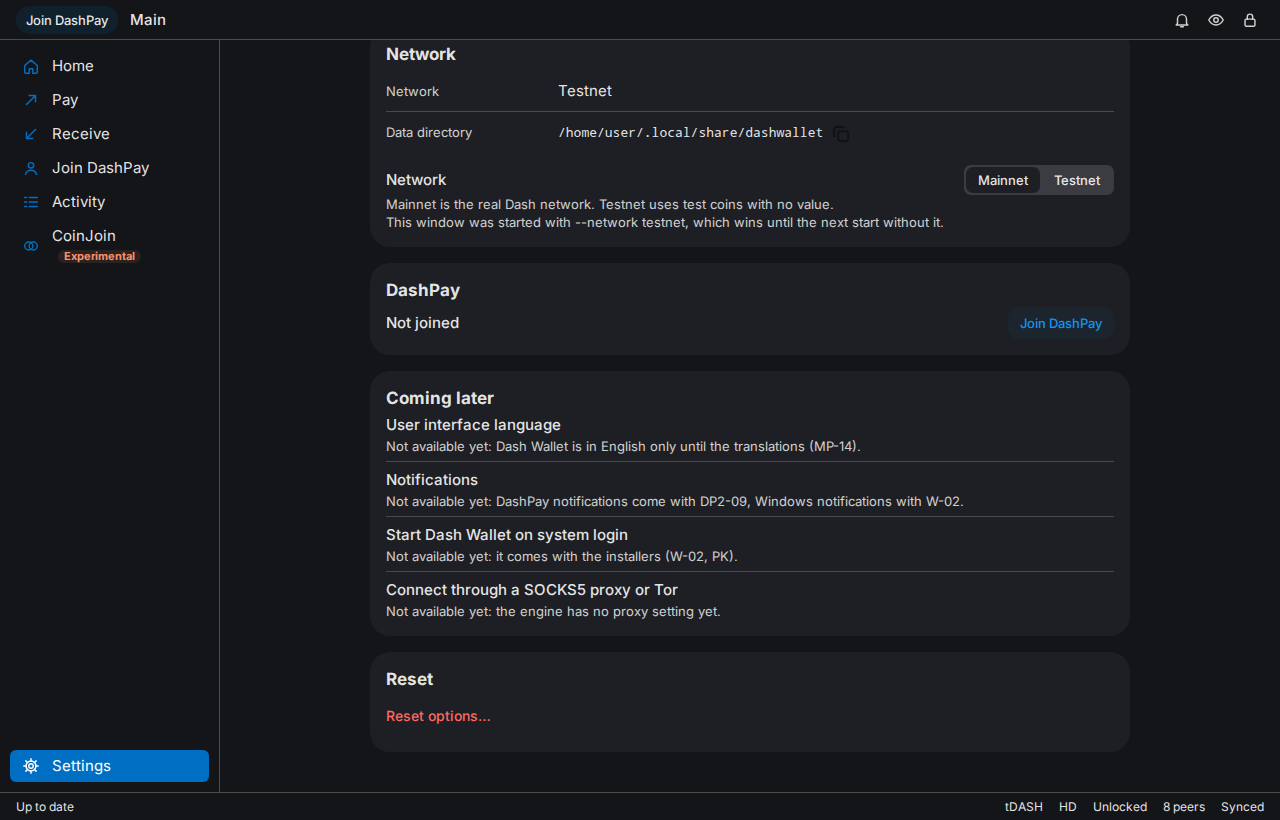 Join DashPay
Main
Home
Pay
Receive
Join DashPay
Activity
CoinJoin
Experimental
Settings
Network
Network
Testnet
Data directory
/home/user/.local/share/dashwallet
Network
Mainnet
Testnet
Mainnet is the real Dash network. Testnet uses test coins with no value.
This window was started with --network testnet, which wins until the next start without it.
DashPay
Not joined
Join DashPay
Coming later
User interface language
Not available yet: Dash Wallet is in English only until the translations (MP-14).
Notifications
Not available yet: DashPay notifications come with DP2-09, Windows notifications with W-02.
Start Dash Wallet on system login
Not available yet: it comes with the installers (W-02, PK).
Connect through a SOCKS5 proxy or Tor
Not available yet: the engine has no proxy setting yet.
Reset
Reset options...
Up to date
tDASH
HD
Unlocked
8 peers
Synced